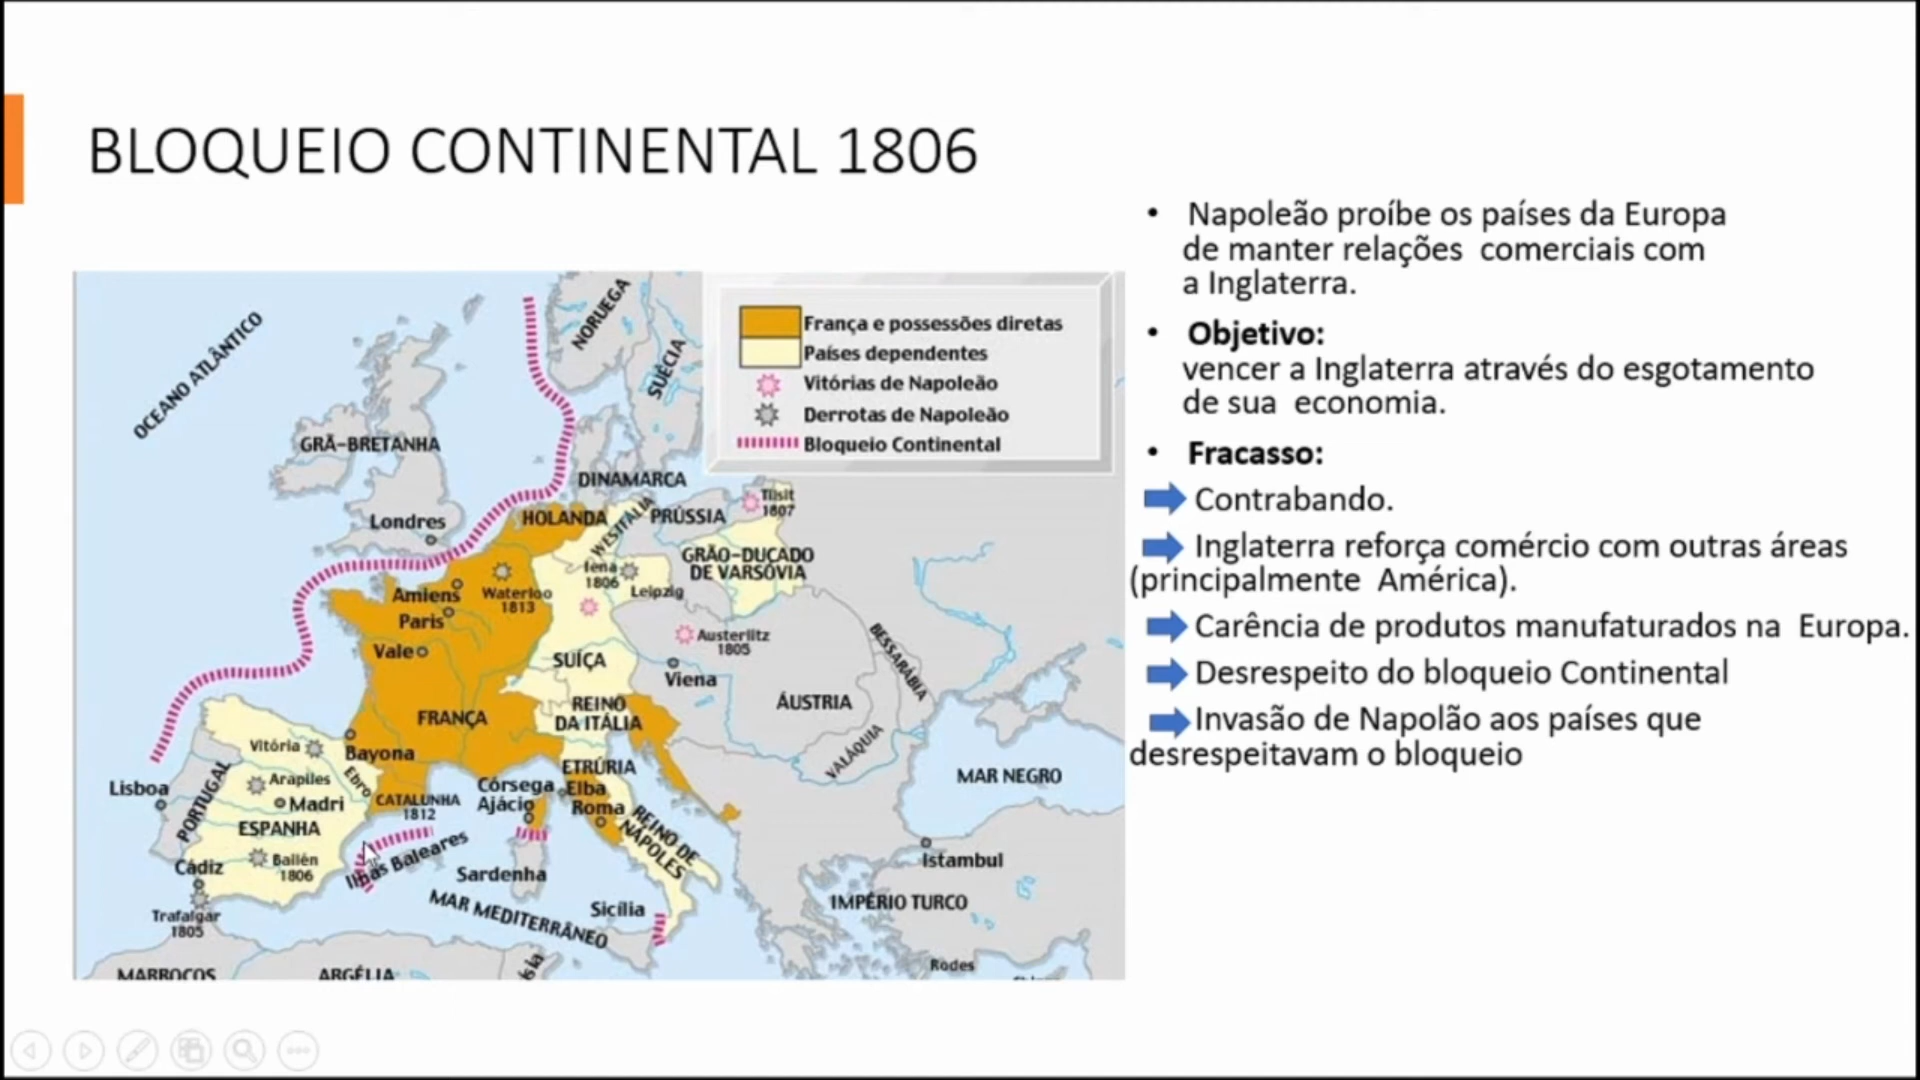 BLOQUEIO CONTINENTAL 1806
• Napoleão proíbe os países da Europa
de manter relações comerciais com
a Inglaterra.
• Objetivo:
vencer a Inglaterra através do esgotamento
de sua economia.
• Fracasso:
Contrabando.
Inglaterra reforça comércio com outras áreas
(principalmente América).
Carência de produtos manufaturados na Europa.
Desrespeito do bloqueio Continental
Invasão de Napolão aos países que
desrespeitavam o bloqueio
França e possessões diretas
Países dependentes
Vitórias de Napoleão
Derrotas de Napoleão
Bloqueio Continental
OCEANO ATLÂNTICO
NORUEGA
SUÉCIA
GRÃ-BRETANHA
Londres
DINAMARCA
HOLANDA
WESTFÁLIA
PRÚSSIA
Tilsit
1807
GRÃO-DUCADO
DE VARSÓVIA
Iena
1806
Leipzig
Amiens
Waterloo
1813
Paris
Vale
Austerlitz
1805
SUÍÇA
Viena
BESSARÁBIA
FRANÇA
REINO
DA ITÁLIA
ÁUSTRIA
VALÁQUIA
Vitória
Bayona
Ebro
ETRÚRIA
MAR NEGRO
Lisboa
PORTUGAL
Arapiles
Madri
CATALUNHA
1812
Córsega
Ajácio
Elba
Roma
REINO DE
NÁPOLES
ESPANHA
Cádiz
Bailén
1806
Ilhas Baleares
Sardenha
Istambul
Trafalgar
1805
MAR MEDITERRÂNEO
Sicília
IMPÉRIO TURCO
MARROCOS
ARGÉLIA
Rodes